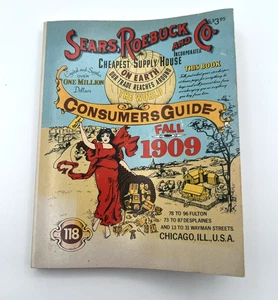 $3.95
SEARS, ROEBUCK AND CO.
INCORPORATED
CHEAPEST SUPPLY HOUSE
ON EARTH
OUR TRADE REACHES AROUND
THE WORLD
THIS BOOK
ONE MILLION
Dollars
CONSUMERS GUIDE
FALL
1909
118
78 TO 96 FULTON
73 TO 87 DESPLAINES
AND 13 TO 31 WAYMAN STREETS
CHICAGO, ILL., U.S.A.